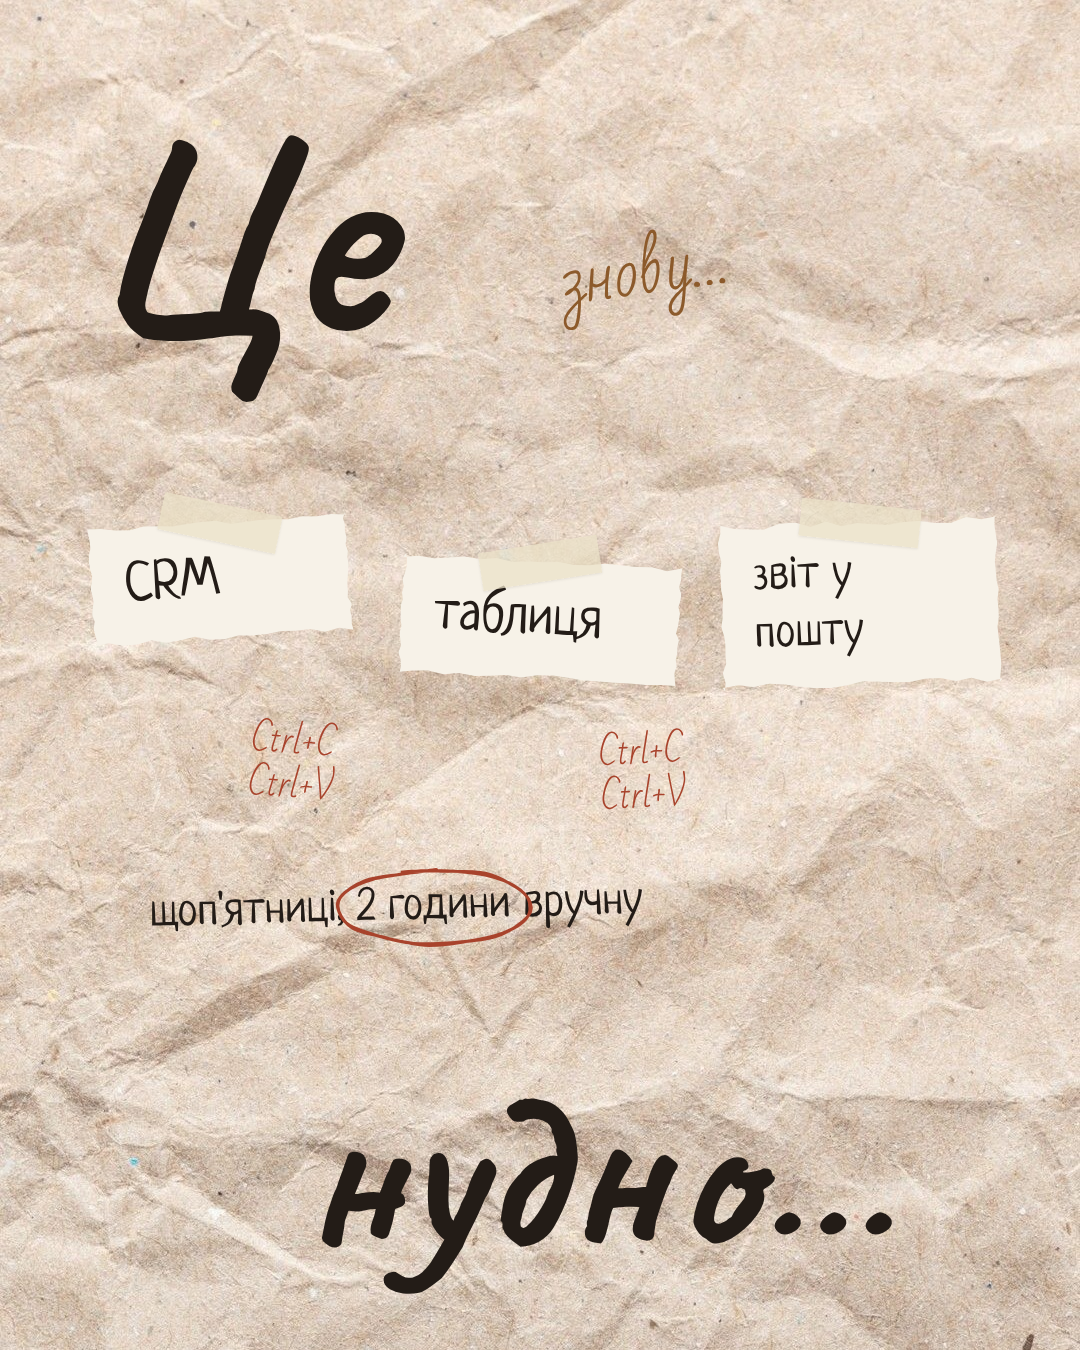 Це
знову...
CRM
таблиця
звіт у
пошту
Ctrl+C
Ctrl+V
Ctrl+C
Ctrl+V
щоп'ятниці, 2 години вручну
нудно...